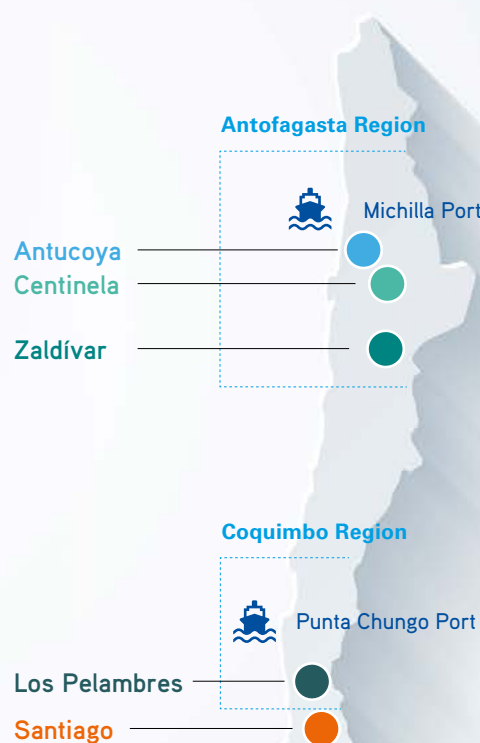 Antofagasta Region
Michilla Port
Antucoya
Centinela
Zaldívar
Coquimbo Region
Punta Chungo Port
Los Pelambres
Santiago